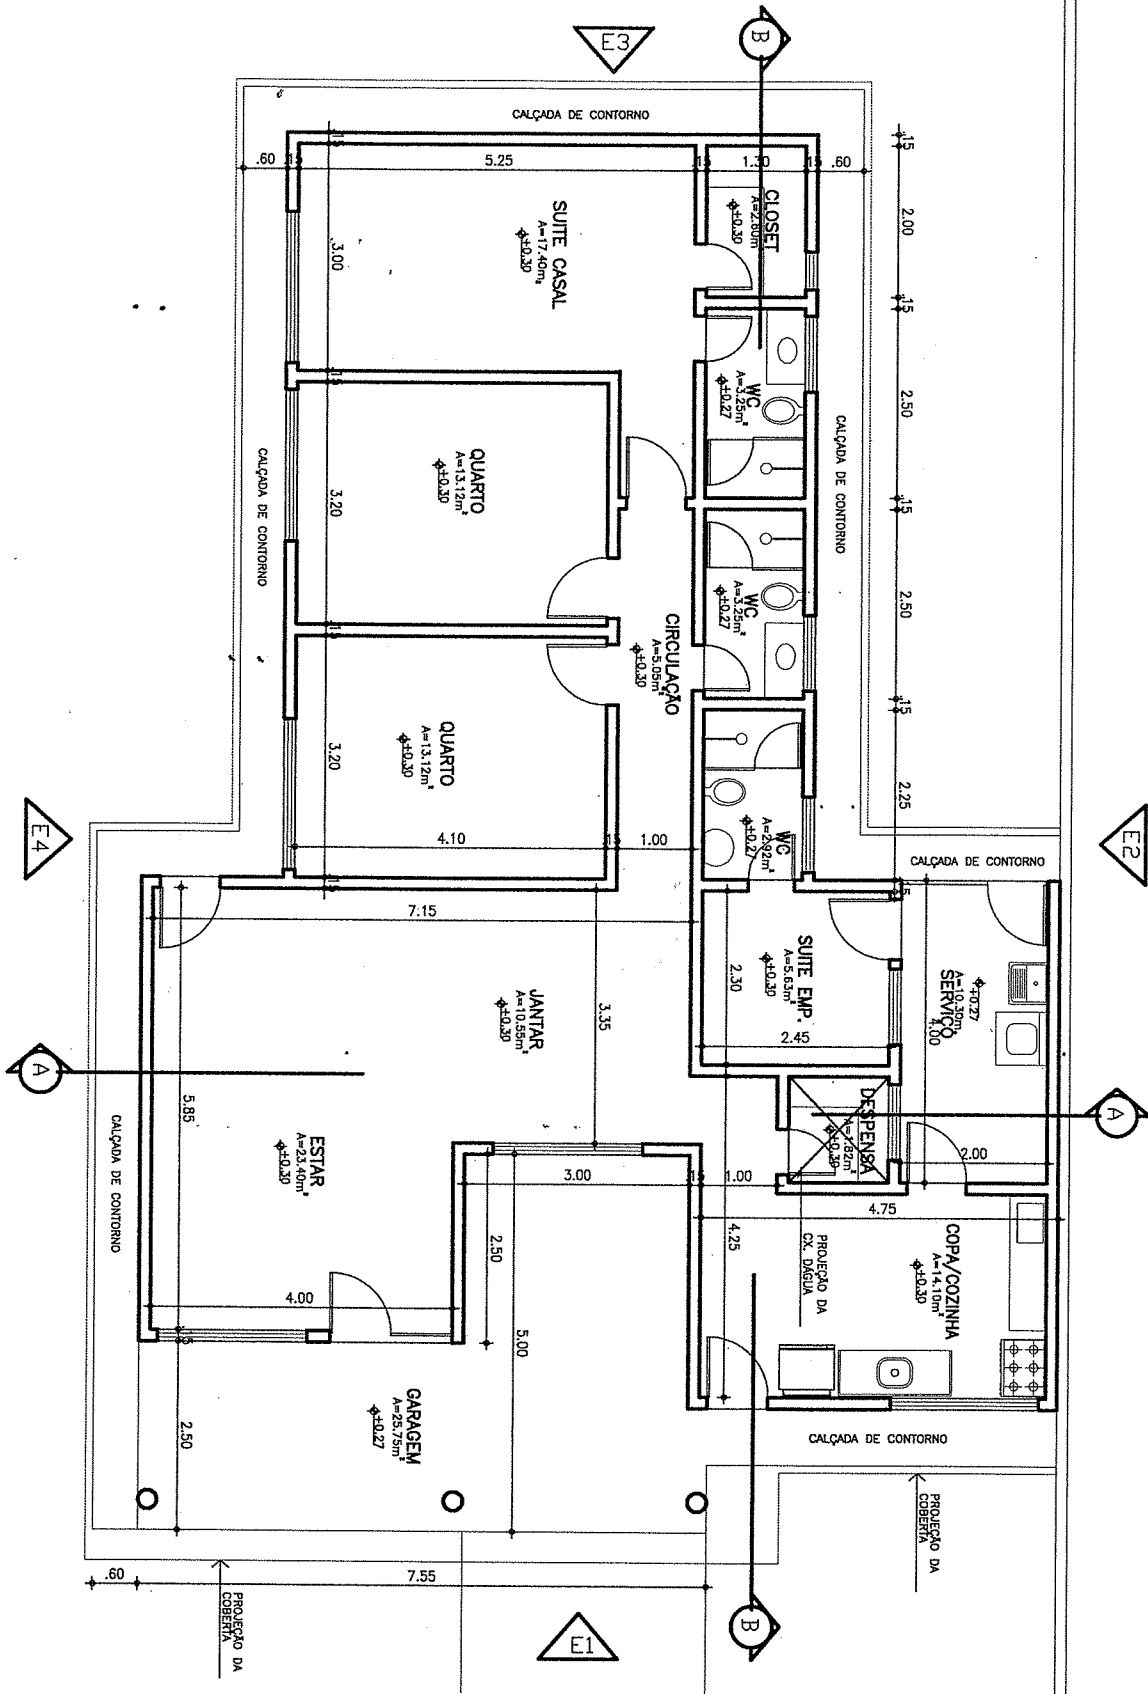 E3
B
CALÇADA DE CONTORNO
.60
.15
5.25
.15
1.30
.15
.60
.15
.15
2.00
.15
2.50
.15
2.50
.15
2.25
.15
CLOSET
A=2.60m²
+0.30
SUITE CASAL
A=17.40m²
+0.30
3.00
.15
WC
A=3.25m²
+0.27
CALÇADA DE CONTORNO
CALÇADA DE CONTORNO
QUARTO
A=13.12m²
+0.30
3.20
.15
WC
A=3.25m²
+0.27
CIRCULAÇÃO
A=5.05m²
+0.30
QUARTO
A=13.12m²
+0.30
3.20
.15
4.10
.15
1.00
WC
A=2.92m²
+0.27
E4
E2
CALÇADA DE CONTORNO
7.15
2.30
SUITE EMP.
A=5.63m²
+0.30
2.45
SERVIÇO
A=10.30m²
+0.27
4.00
JANTAR
A=10.55m²
+0.30
3.35
A
A
5.85
CALÇADA DE CONTORNO
ESTAR
A=23.40m²
+0.30
DESPENSA
A=1.82m²
+0.30
2.00
3.00
.15
1.00
4.75
4.25
2.50
PROJEÇÃO DA
CX. DÁGUA
COPA/COZINHA
A=14.10m²
+0.30
4.00
.15
5.00
GARAGEM
A=25.75m²
+0.27
2.50
CALÇADA DE CONTORNO
PROJEÇÃO DA
COBERTA
.60
7.55
PROJEÇÃO DA
COBERTA
B
E1